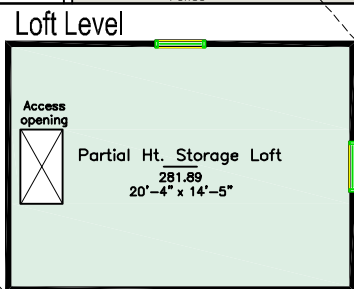 Loft Level
Access
opening
Partial Ht. Storage Loft
281.89
20'-4" x 14'-5"